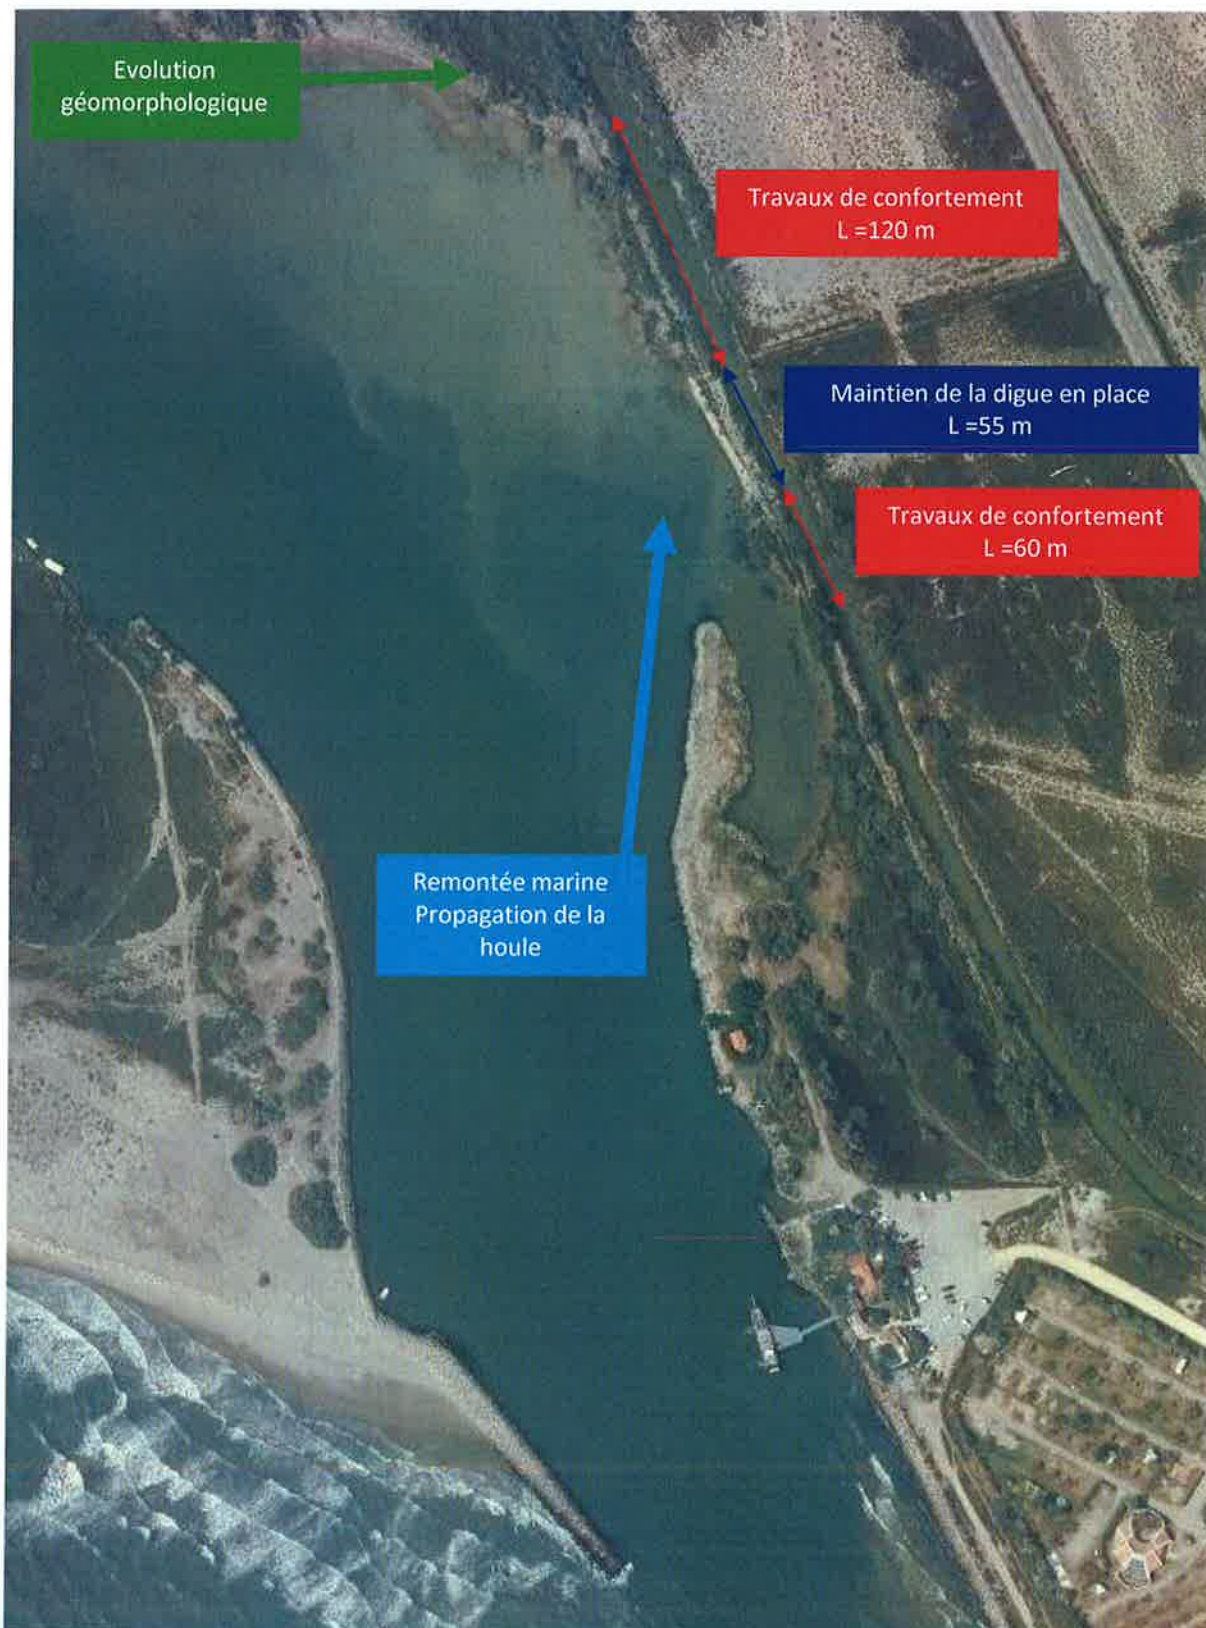 Evolution
géomorphologique
Travaux de confortement
L =120 m
Maintien de la digue en place
L =55 m
Travaux de confortement
L =60 m
Remontée marine
Propagation de la
houle